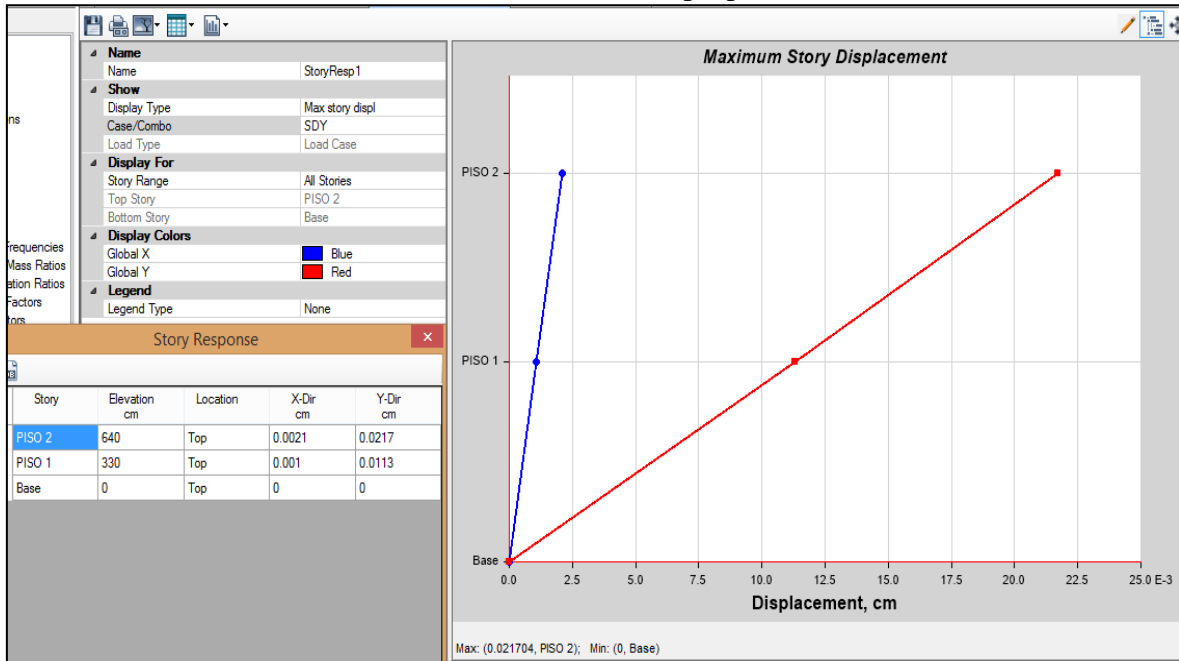 Name
Name StoryResp1
Show
Display Type Max story displ
Case/Combo SDY
Load Type Load Case
Display For
Story Range All Stories
Top Story PISO 2
Bottom Story Base
Display Colors
Global X Blue
Global Y Red
Legend
Legend Type None
ns
requencies
Mass Ratios
ation Ratios
Factors
tors
Story Response
Story Elevation Location X-Dir Y-Dir
cm cm cm
PISO 2 640 Top 0.0021 0.0217
PISO 1 330 Top 0.001 0.0113
Base 0 Top 0 0
Maximum Story Displacement
PISO 2
PISO 1
Base
0.0 2.5 5.0 7.5 10.0 12.5 15.0 17.5 20.0 22.5 25.0 E-3
Displacement, cm
Max: (0.021704, PISO 2); Min: (0, Base)